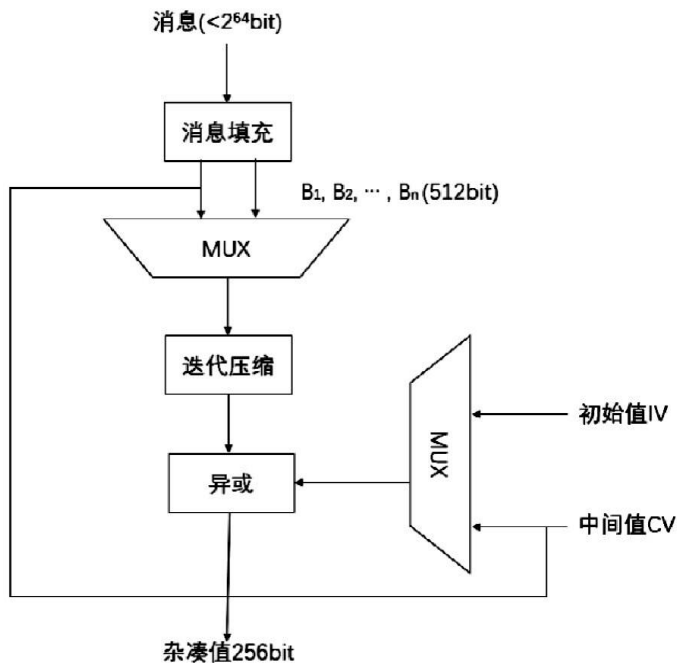 消息(<2⁶⁴bit)
消息填充
B₁, B₂, ··· , Bₙ(512bit)
MUX
迭代压缩
MUX
初始值IV
异或
中间值CV
杂凑值256bit